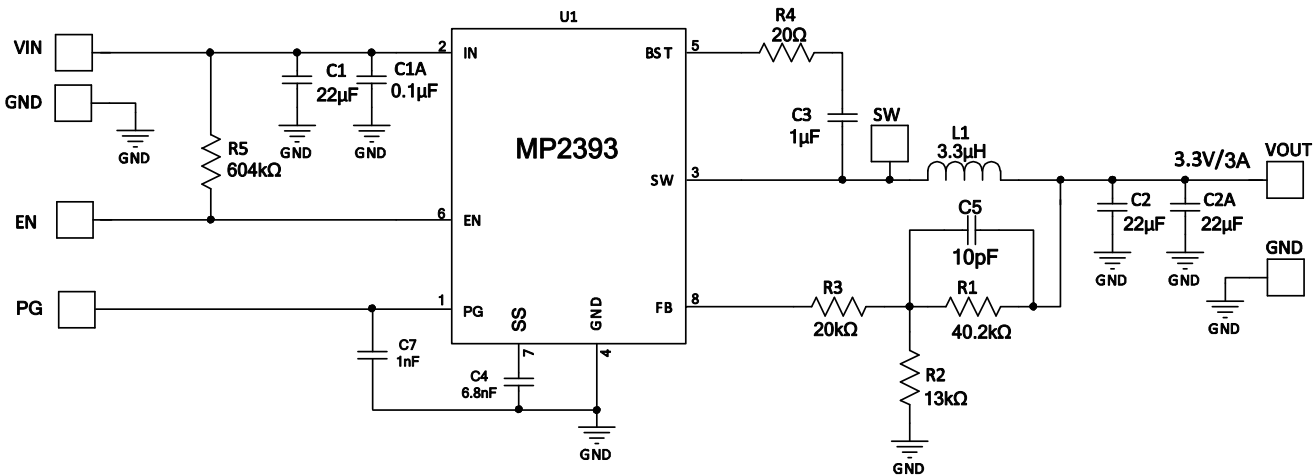 U1
VIN
2
IN
BST
5
R4
20Ω
C1
22µF
C1A
0.1µF
GND
GND
GND
GND
R5
604kΩ
MP2393
C3
1µF
SW
L1
3.3µH
3.3V/3A
VOUT
SW
3
C2
22µF
C2A
22µF
GND
GND
GND
GND
EN
6
EN
C5
10pF
PG
1
PG
SS
7
GND
4
FB
8
R3
20kΩ
R1
40.2kΩ
C7
1nF
C4
6.8nF
R2
13kΩ
GND
GND